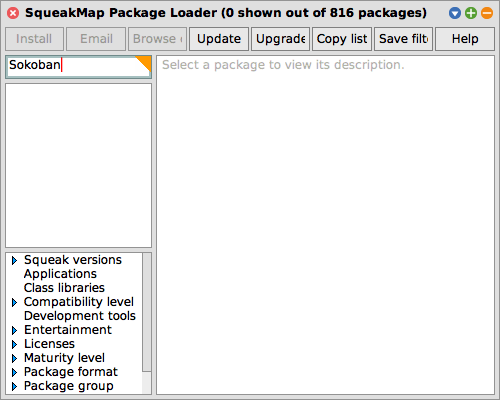 SqueakMap Package Loader (0 shown out of 816 packages)
Install Email Browse Update Upgrade Copy list Save filt Help
Sokoban
Select a package to view its description.
Squeak versions
Applications
Class libraries
Compatibility level
Development tools
Entertainment
Licenses
Maturity level
Package format
Package group